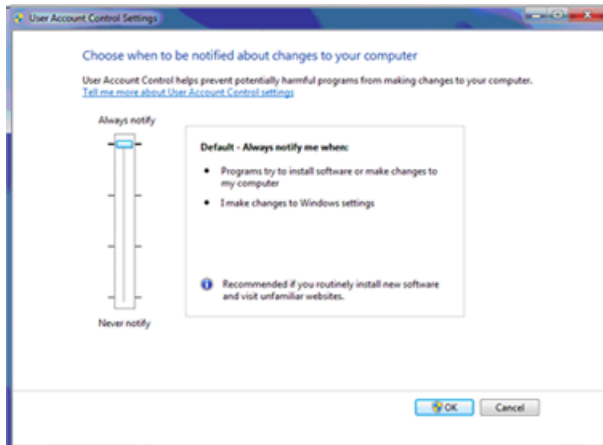 User Account Control Settings
Choose when to be notified about changes to your computer
User Account Control helps prevent potentially harmful programs from making changes to your computer.
Tell me more about User Account Control settings
Always notify
Default - Always notify me when:
Programs try to install software or make changes to
my computer
I make changes to Windows settings
Recommended if you routinely install new software
and visit unfamiliar websites.
Never notify
OK
Cancel